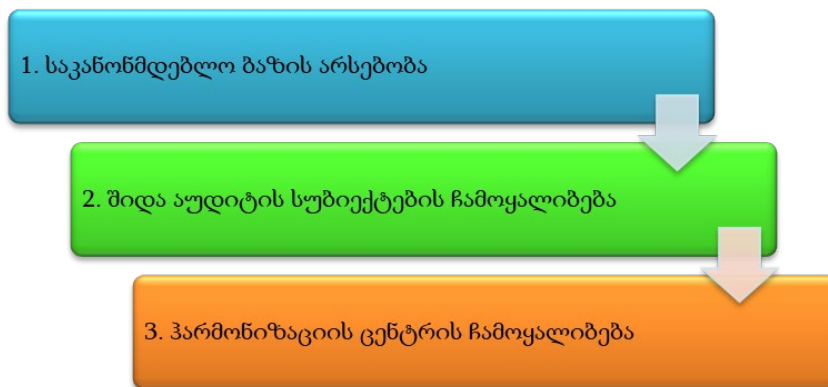 1. საკანონმდებლო ბაზის არსებობა
2. შიდა აუდიტის სუბიექტების ჩამოყალიბება
3. ჰარმონიზაციის ცენტრის ჩამოყალიბება